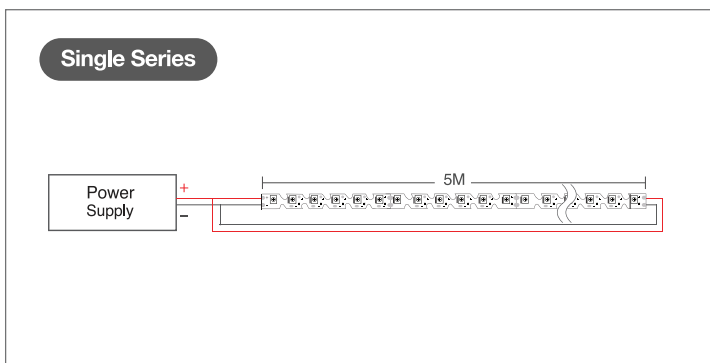 Single Series
5M
Power
Supply
+
–